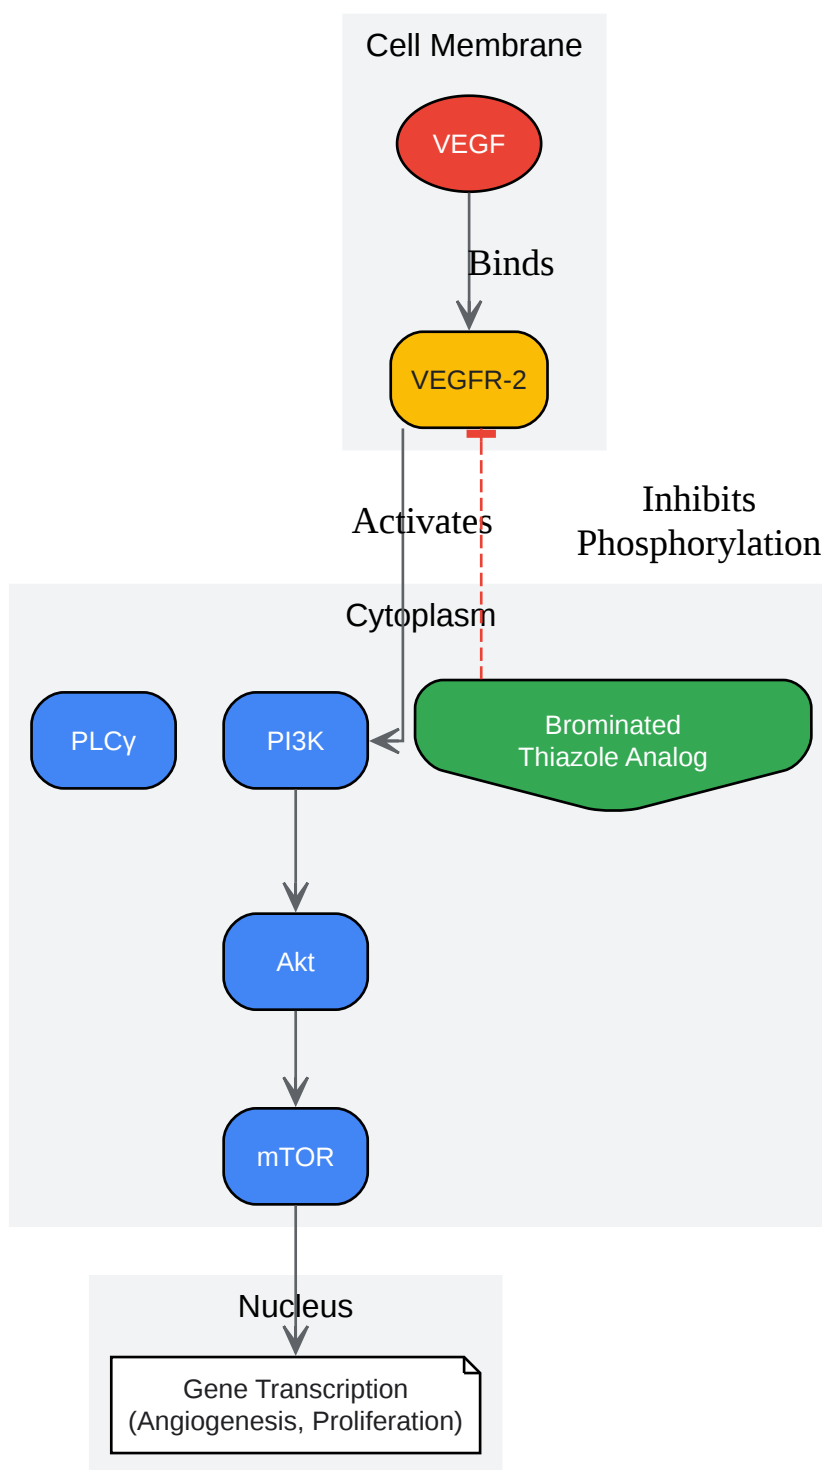 Cell Membrane
VEGF
Binds
VEGFR-2
Activates
Inhibits
Phosphorylation
Cytoplasm
PLCγ
PI3K
Brominated
Thiazole Analog
Akt
mTOR
Nucleus
Gene Transcription
(Angiogenesis, Proliferation)